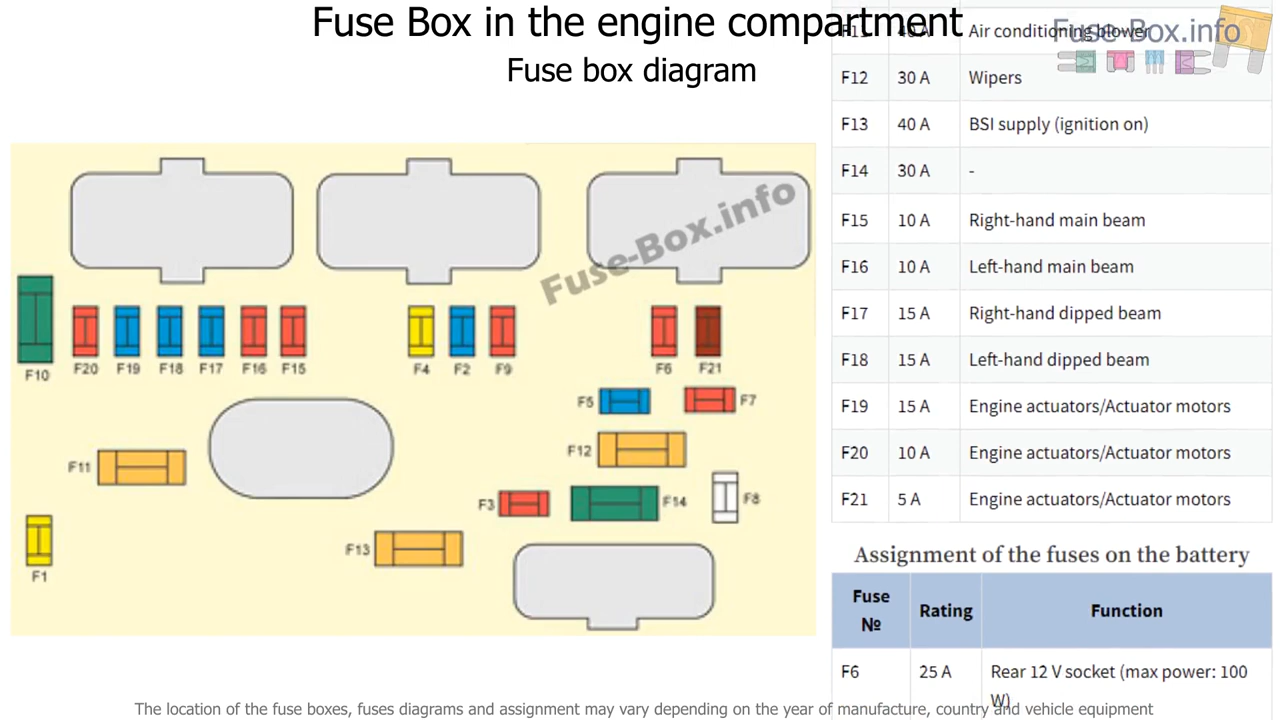 Fuse Box in the engine compartment
Fuse box diagram
Fuse-Box.info
Fuse-Box.info
F10
F20
F19
F18
F17
F16
F15
F4
F2
F9
F6
F21
F5
F7
F11
F12
F3
F14
F8
F13
F1
F11 40 A Air conditioning blower
F12 30 A Wipers
F13 40 A BSI supply (ignition on)
F14 30 A -
F15 10 A Right-hand main beam
F16 10 A Left-hand main beam
F17 15 A Right-hand dipped beam
F18 15 A Left-hand dipped beam
F19 15 A Engine actuators/Actuator motors
F20 10 A Engine actuators/Actuator motors
F21 5 A Engine actuators/Actuator motors
Assignment of the fuses on the battery
Fuse
№
Rating
Function
F6 25 A Rear 12 V socket (max power: 100
W)
The location of the fuse boxes, fuses diagrams and assignment may vary depending on the year of manufacture, country and vehicle equipment